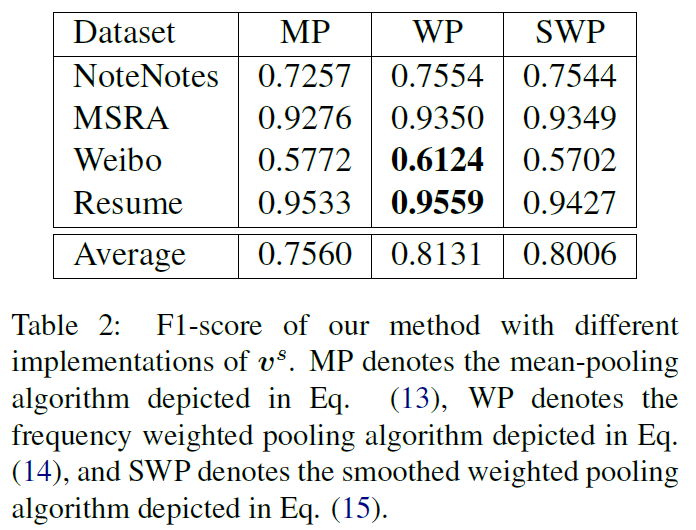 Dataset MP WP SWP
NoteNotes 0.7257 0.7554 0.7544
MSRA 0.9276 0.9350 0.9349
Weibo 0.5772 0.6124 0.5702
Resume 0.9533 0.9559 0.9427
Average 0.7560 0.8131 0.8006
Table 2: F1-score of our method with different
implementations of vˢ. MP denotes the mean-pooling
algorithm depicted in Eq. (13), WP denotes the
frequency weighted pooling algorithm depicted in Eq.
(14), and SWP denotes the smoothed weighted pooling
algorithm depicted in Eq. (15).